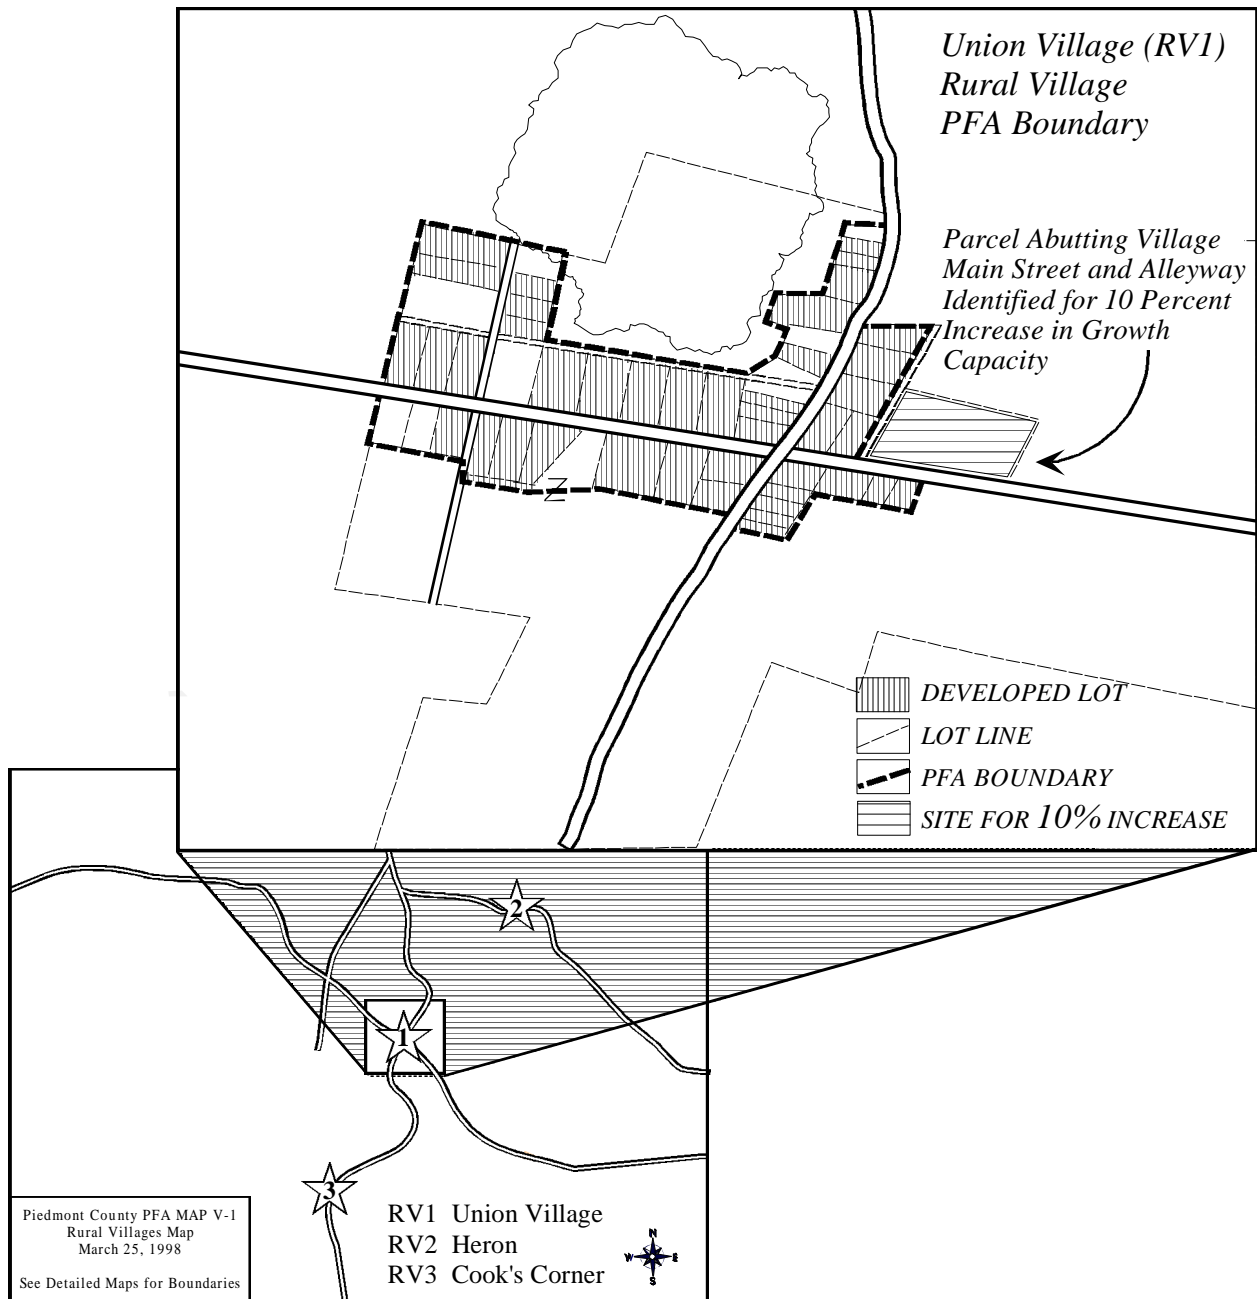 Union Village (RV1)
Rural Village
PFA Boundary
Parcel Abutting Village
Main Street and Alleyway
Identified for 10 Percent
Increase in Growth
Capacity
Z
DEVELOPED LOT
LOT LINE
PFA BOUNDARY
SITE FOR 10% INCREASE
2
1
3
Piedmont County PFA MAP V-1
Rural Villages Map
March 25, 1998
See Detailed Maps for Boundaries
RV1 Union Village
RV2 Heron
RV3 Cook's Corner
N
W E
S